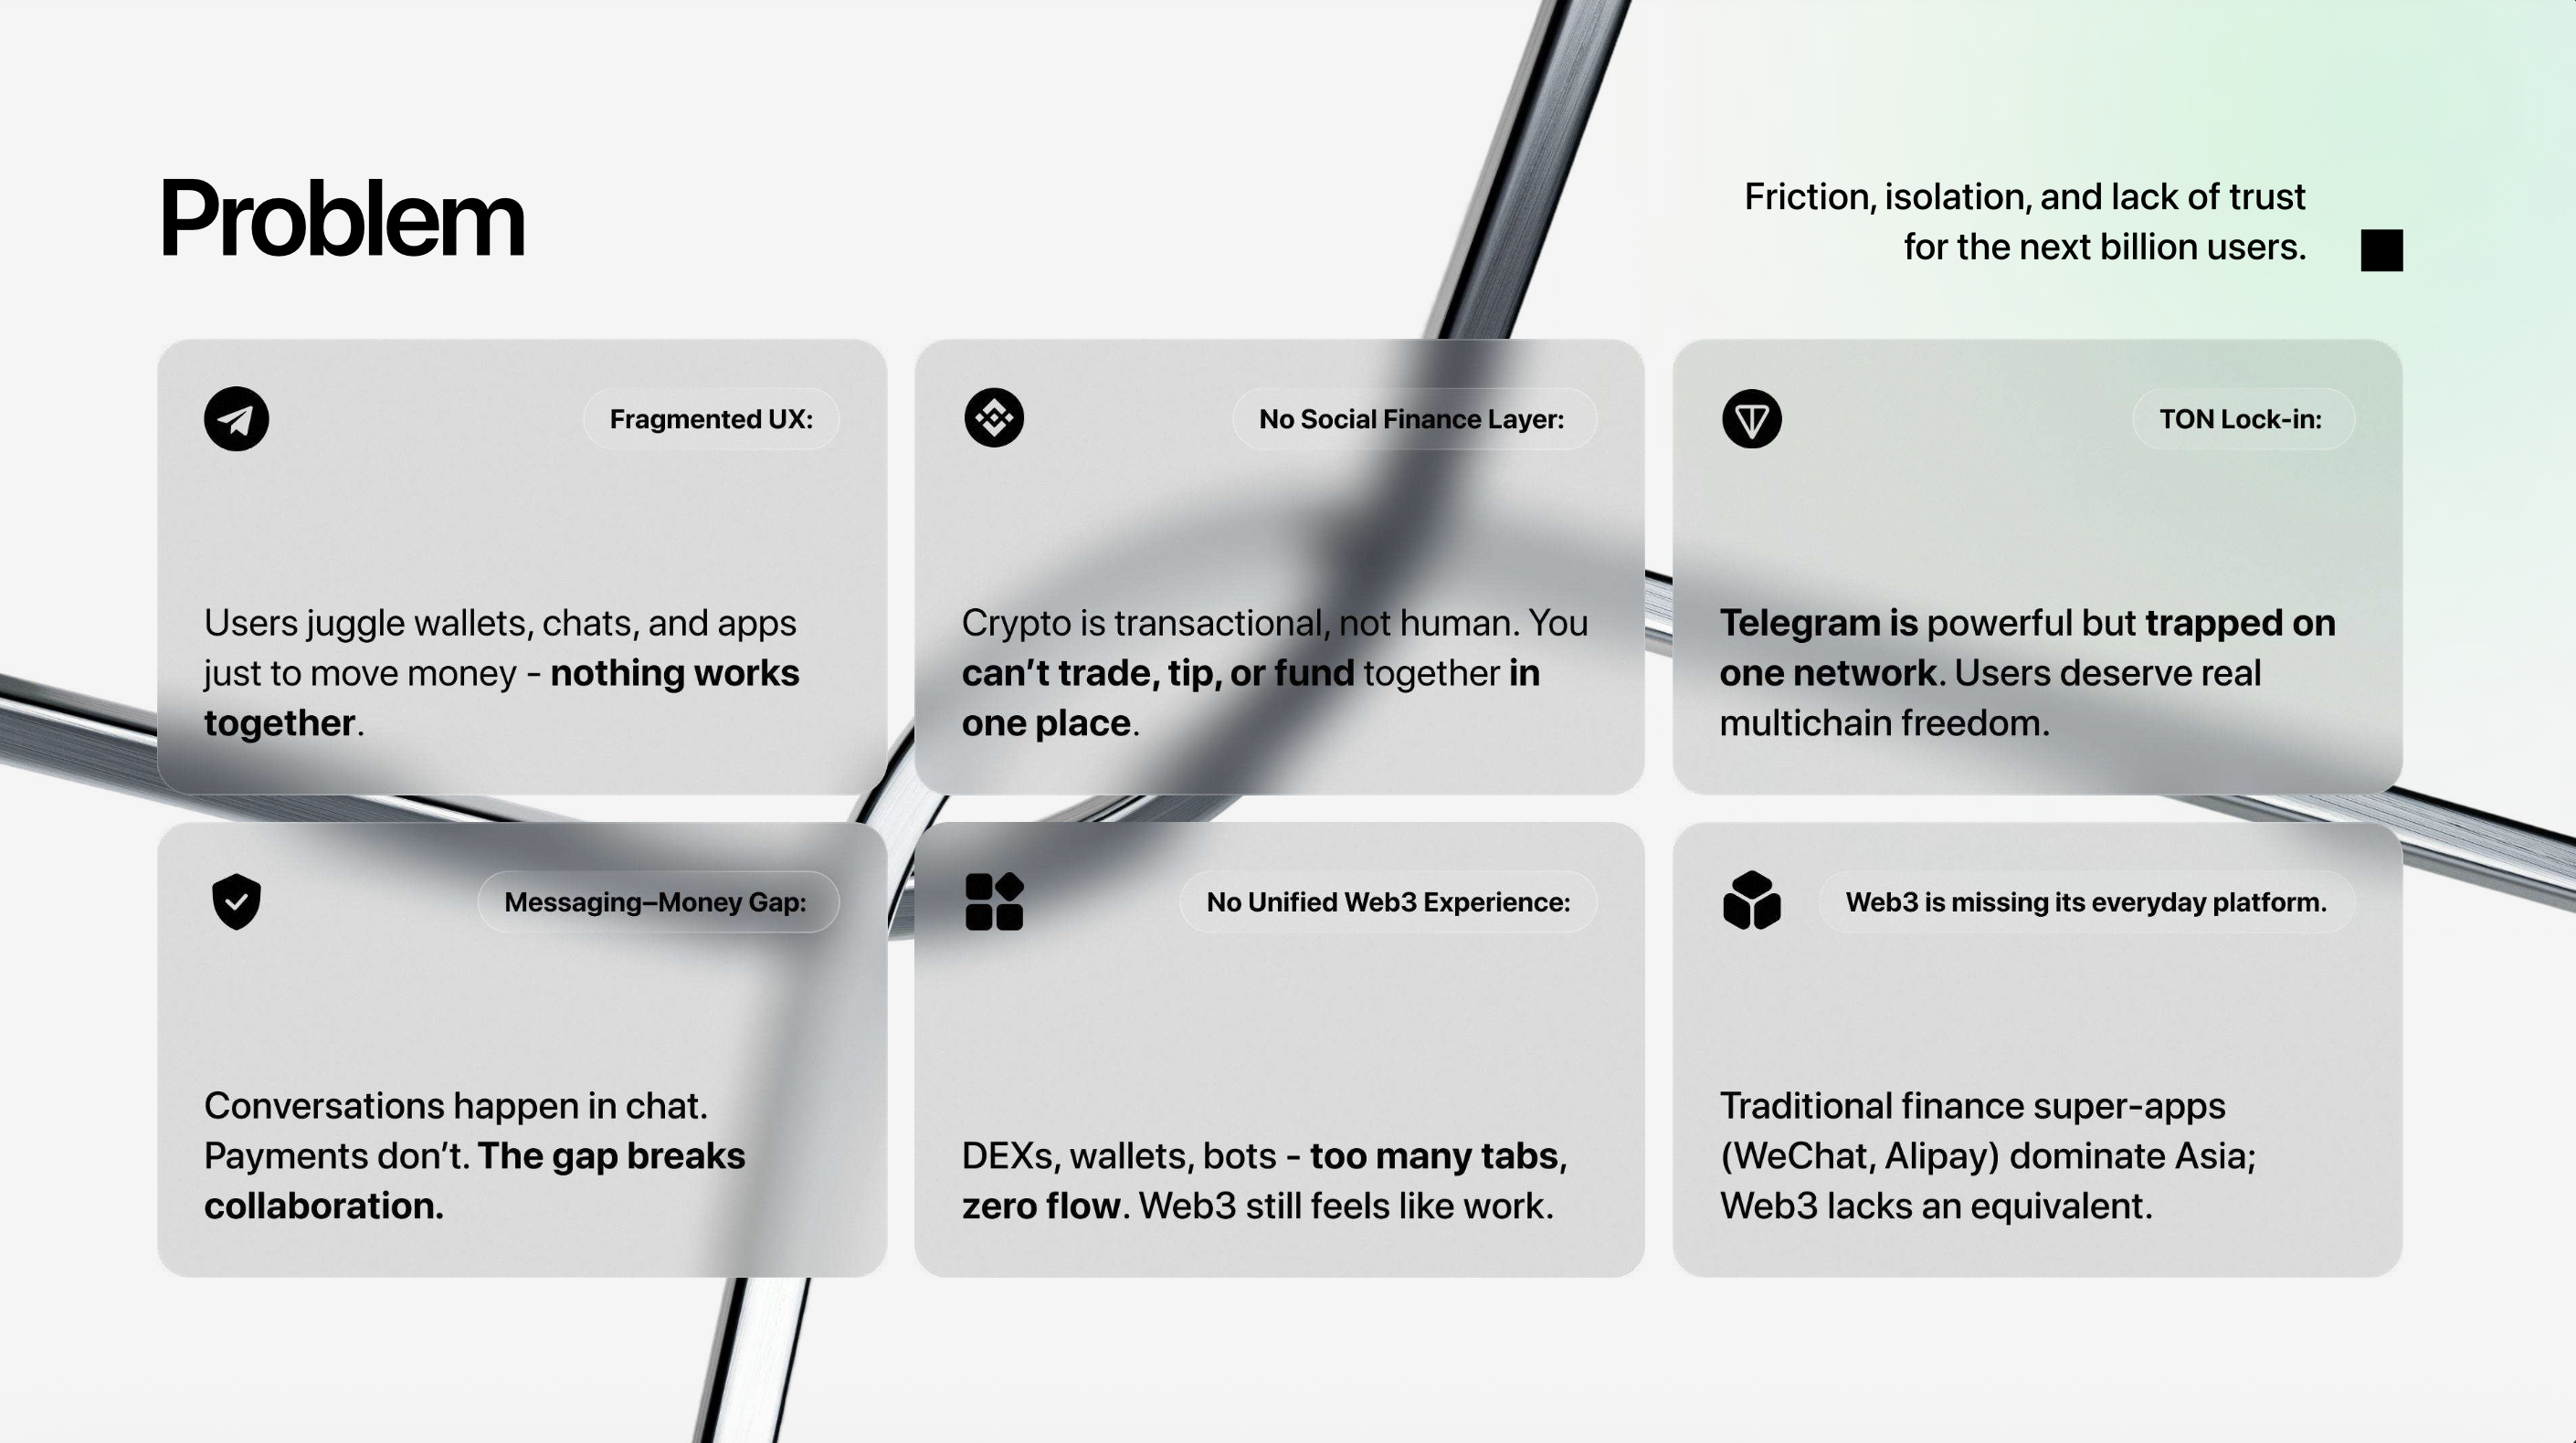 Problem
Friction, isolation, and lack of trust
for the next billion users.
Fragmented UX:
Users juggle wallets, chats, and apps
just to move money - nothing works
together.
No Social Finance Layer:
Crypto is transactional, not human. You
can’t trade, tip, or fund together in
one place.
TON Lock-in:
Telegram is powerful but trapped on
one network. Users deserve real
multichain freedom.
Messaging–Money Gap:
Conversations happen in chat.
Payments don’t. The gap breaks
collaboration.
No Unified Web3 Experience:
DEXs, wallets, bots - too many tabs,
zero flow. Web3 still feels like work.
Web3 is missing its everyday platform.
Traditional finance super-apps
(WeChat, Alipay) dominate Asia;
Web3 lacks an equivalent.